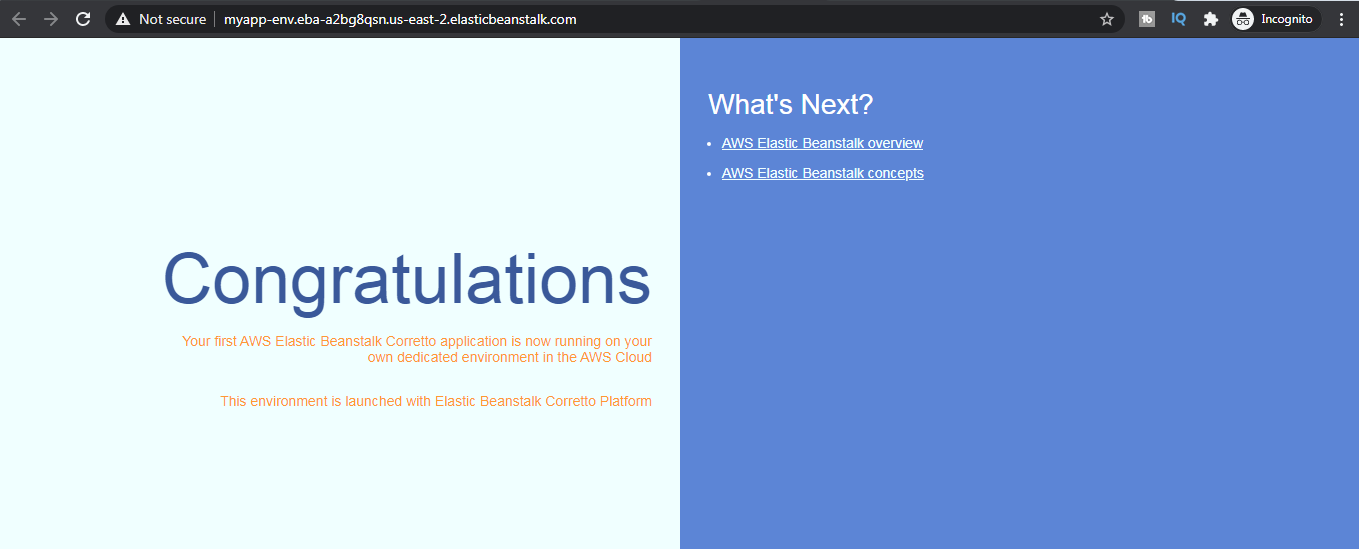 Not secure
myapp-env.eba-a2bg8qsn.us-east-2.elasticbeanstalk.com
tb
IQ
Incognito
What's Next?
AWS Elastic Beanstalk overview
AWS Elastic Beanstalk concepts
Congratulations
Your first AWS Elastic Beanstalk Corretto application is now running on your
own dedicated environment in the AWS Cloud
This environment is launched with Elastic Beanstalk Corretto Platform